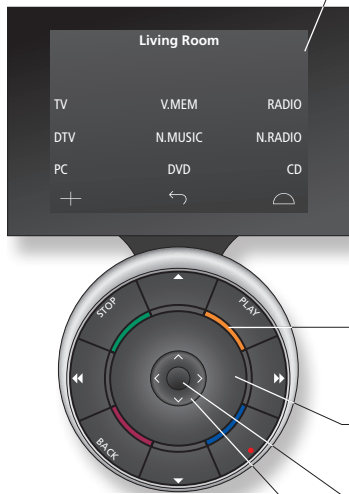 Living Room
TV V.MEM RADIO
DTV N.MUSIC N.RADIO
PC DVD CD
STOP PLAY
BACK